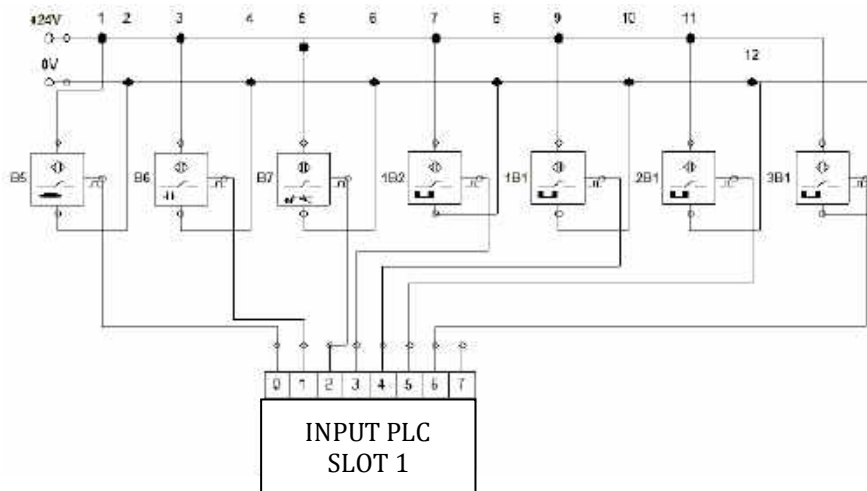 +24V 1 2 3 4 5 6 7 8 9 10 11
0V 12
B5 B6 B7 1B2 1B1 2B1 3B1
0 1 2 3 4 5 6 7
INPUT PLC
SLOT 1